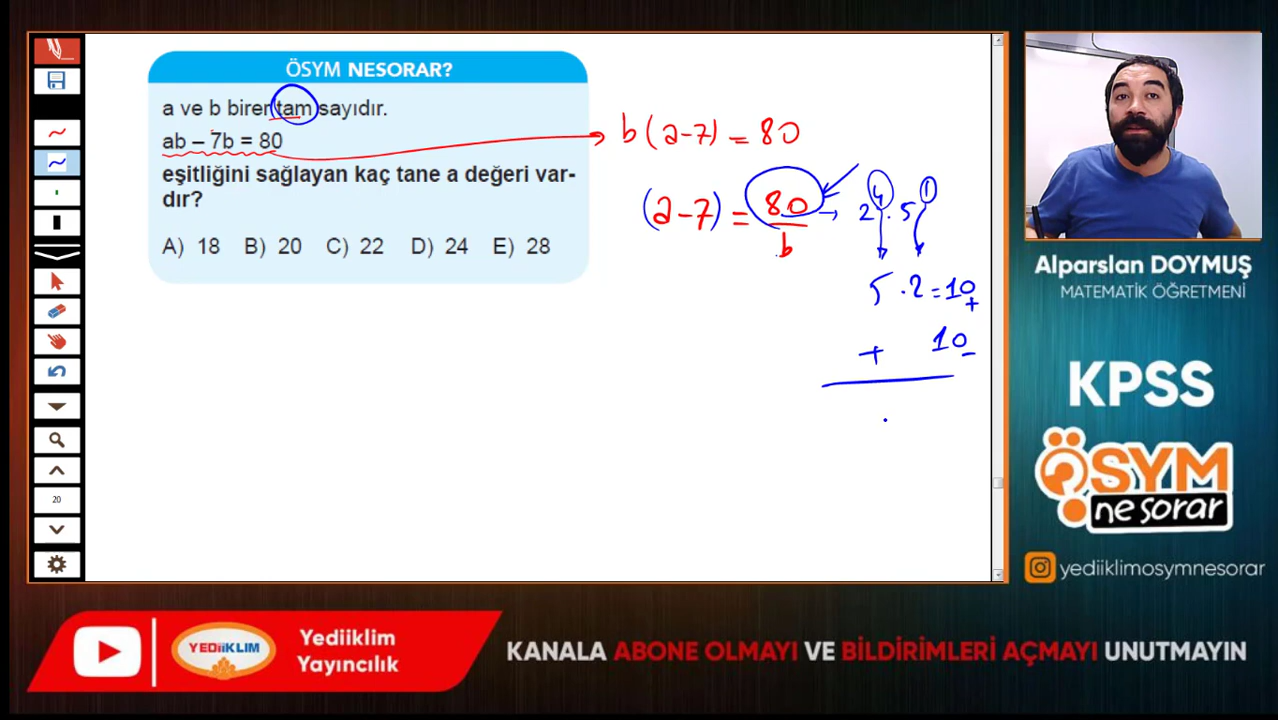 ÖSYM NESORAR?
a ve b birer tam sayıdır.
ab – 7b = 80
eşitliğini sağlayan kaç tane a değeri var-
dır?
A) 18 B) 20 C) 22 D) 24 E) 28
b(a-7) = 80
(a-7) = 80/b → 2⁴ · 5¹
5 · 2 = 10 +
+ 10 -
20
Alparslan DOYMUŞ
MATEMATİK ÖĞRETMENİ
KPSS
ÖSYM
ne sorar
yediiklimosymnesorar
YEDİİKLİM
Yediiklim
Yayıncılık
KANALA ABONE OLMAYI VE BİLDİRİMLERİ AÇMAYI UNUTMAYIN